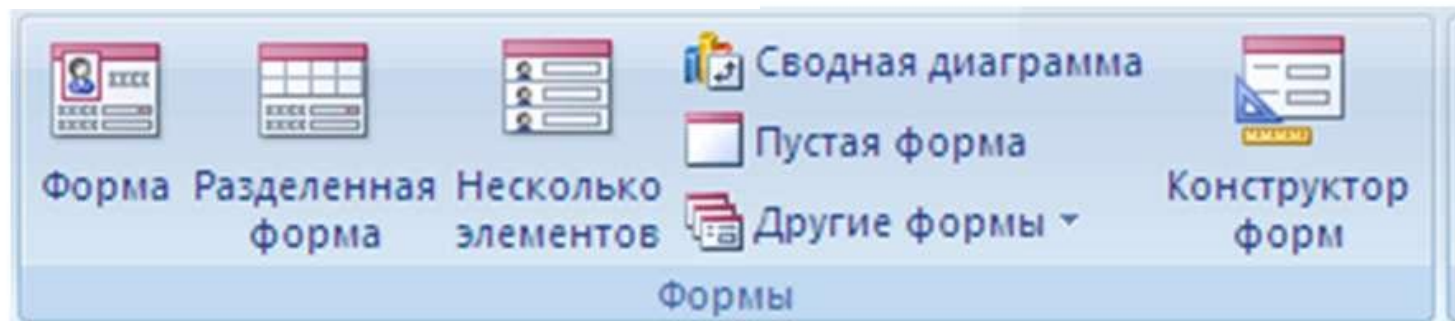 Форма
Разделенная
форма
Несколько
элементов
Сводная диаграмма
Пустая форма
Другие формы
Конструктор
форм
Формы